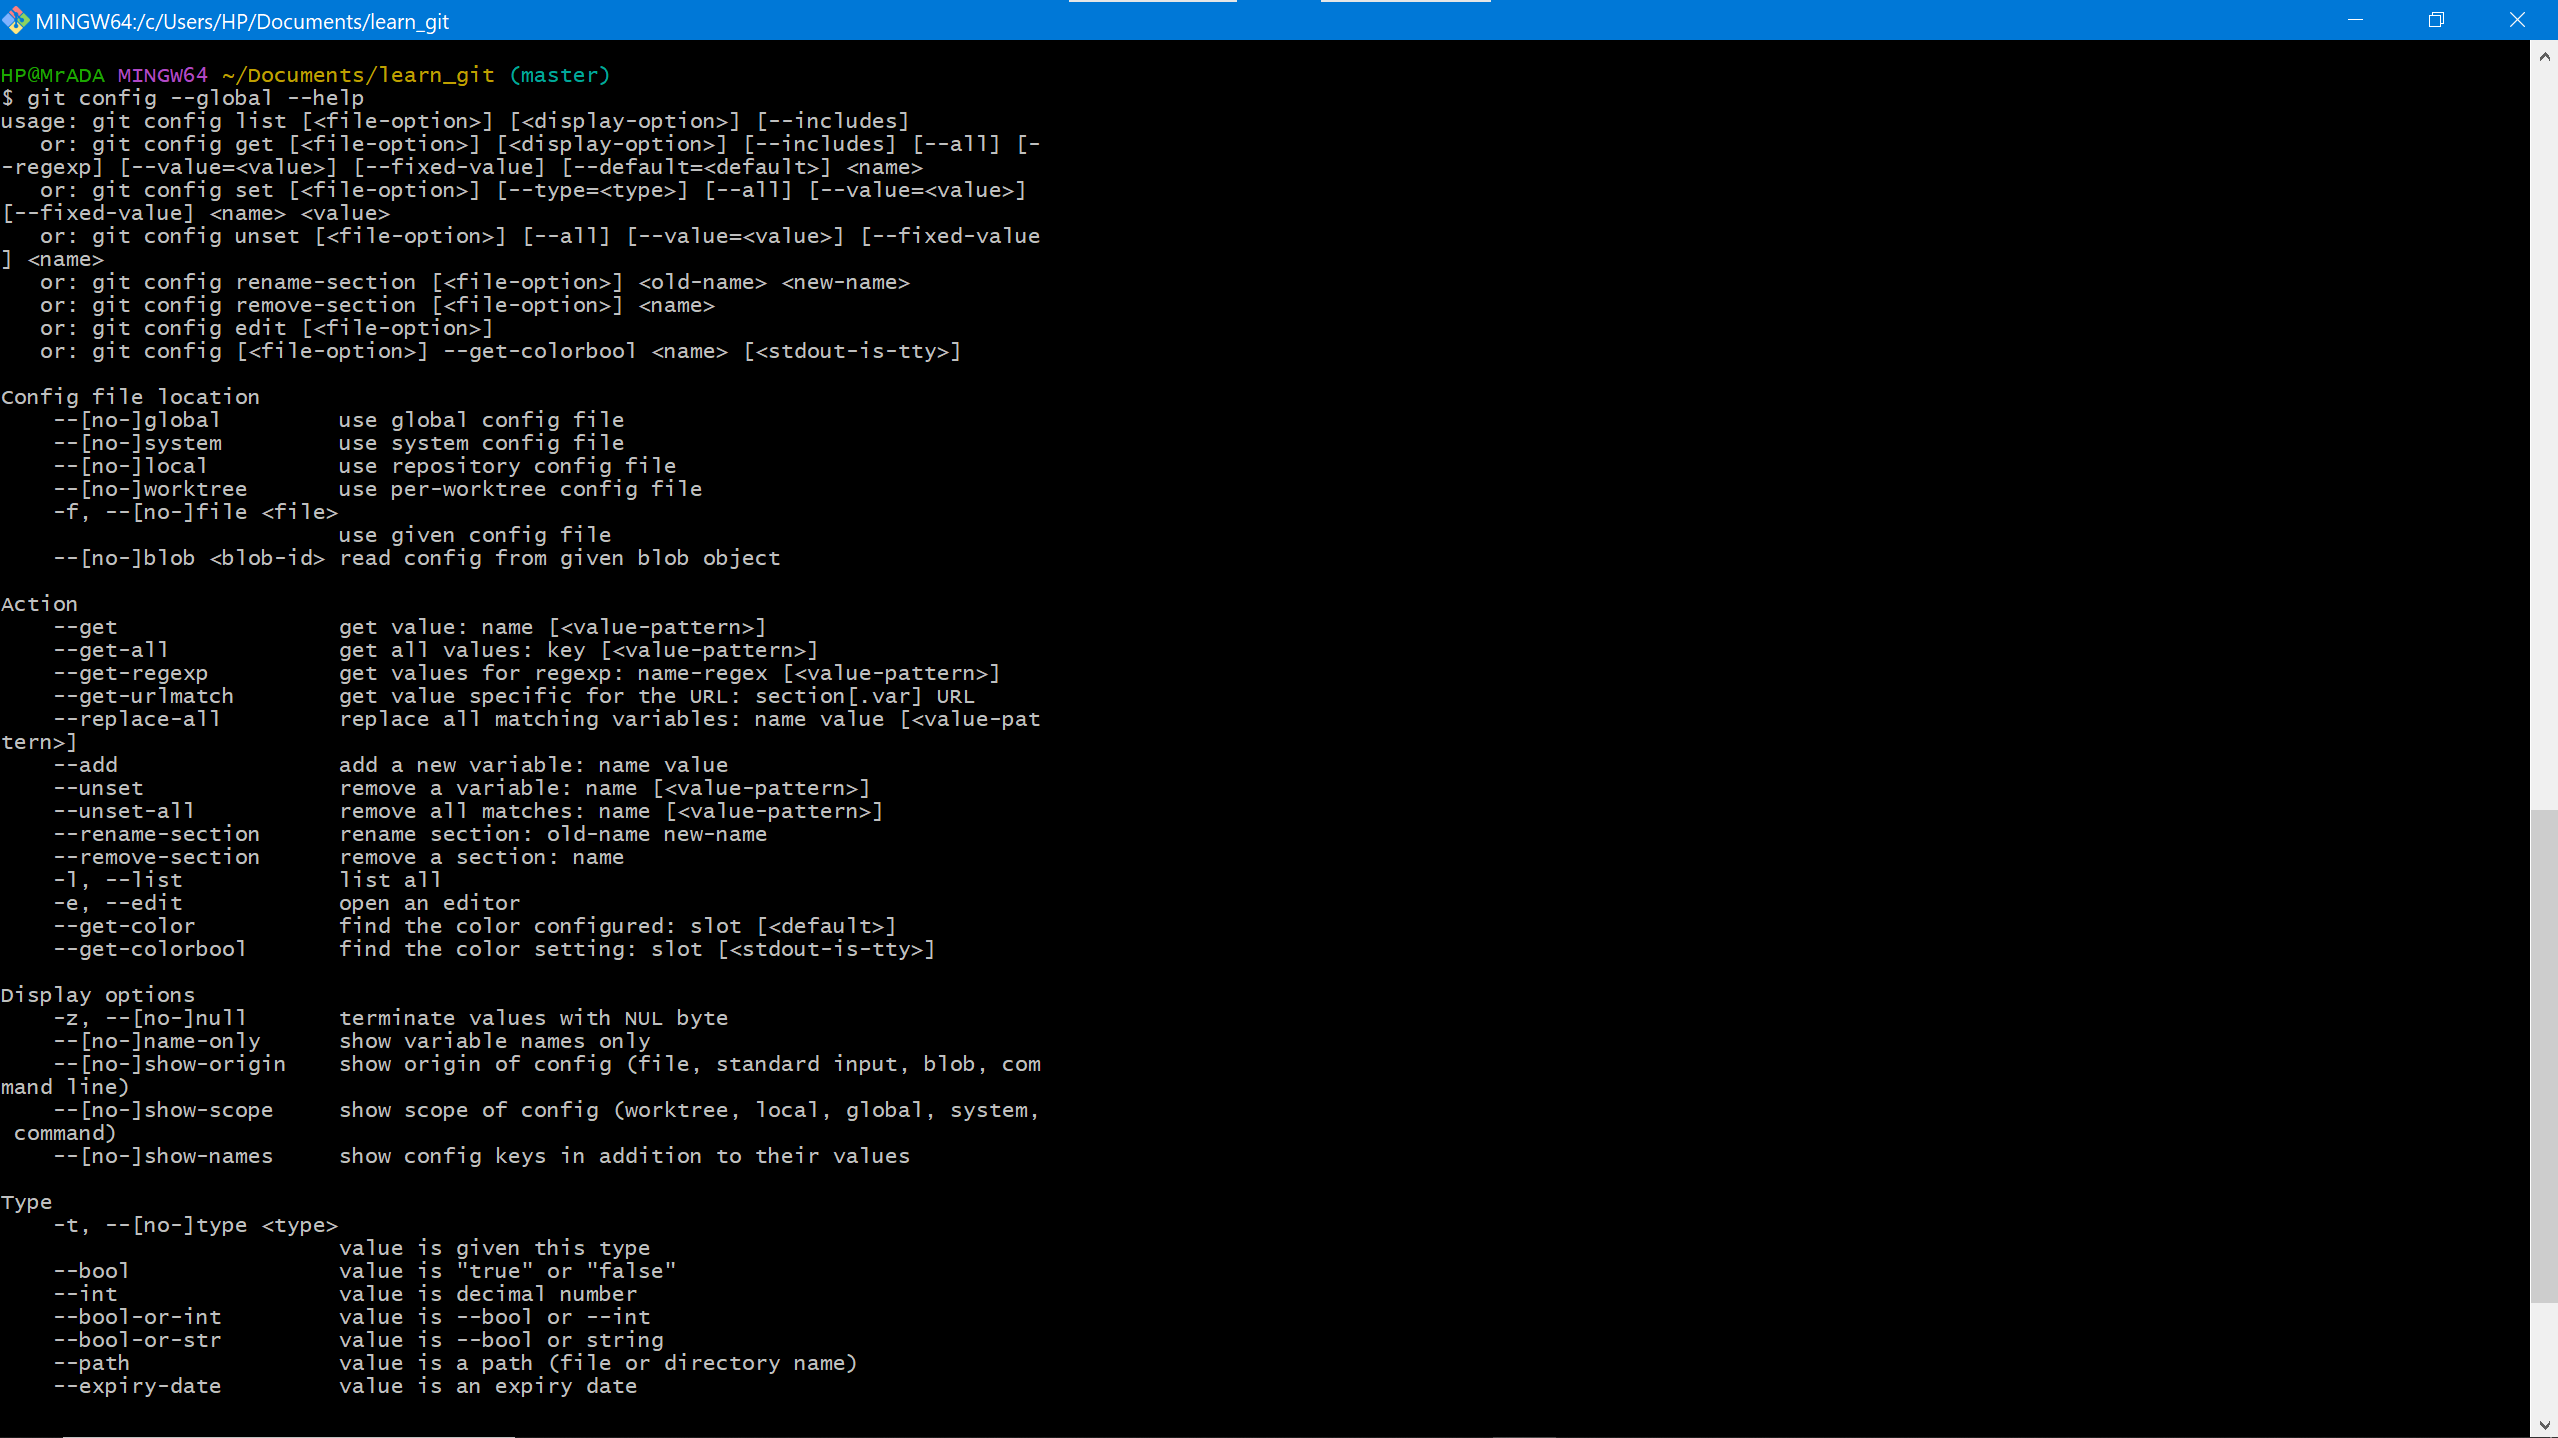 MINGW64:/c/Users/HP/Documents/learn_git
HP@MrADA MINGW64 ~/Documents/learn_git (master)
$ git config --global --help
usage: git config list [<file-option>] [<display-option>] [--includes]
   or: git config get [<file-option>] [<display-option>] [--includes] [--all] [-
-regexp] [--value=<value>] [--fixed-value] [--default=<default>] <name>
   or: git config set [<file-option>] [--type=<type>] [--all] [--value=<value>]
[--fixed-value] <name> <value>
   or: git config unset [<file-option>] [--all] [--value=<value>] [--fixed-value
] <name>
   or: git config rename-section [<file-option>] <old-name> <new-name>
   or: git config remove-section [<file-option>] <name>
   or: git config edit [<file-option>]
   or: git config [<file-option>] --get-colorbool <name> [<stdout-is-tty>]

Config file location
    --[no-]global         use global config file
    --[no-]system         use system config file
    --[no-]local          use repository config file
    --[no-]worktree       use per-worktree config file
    -f, --[no-]file <file>
                          use given config file
    --[no-]blob <blob-id> read config from given blob object

Action
    --get                 get value: name [<value-pattern>]
    --get-all             get all values: key [<value-pattern>]
    --get-regexp          get values for regexp: name-regex [<value-pattern>]
    --get-urlmatch        get value specific for the URL: section[.var] URL
    --replace-all         replace all matching variables: name value [<value-pat
tern>]
    --add                 add a new variable: name value
    --unset               remove a variable: name [<value-pattern>]
    --unset-all           remove all matches: name [<value-pattern>]
    --rename-section      rename section: old-name new-name
    --remove-section      remove a section: name
    -l, --list            list all
    -e, --edit            open an editor
    --get-color           find the color configured: slot [<default>]
    --get-colorbool       find the color setting: slot [<stdout-is-tty>]

Display options
    -z, --[no-]null       terminate values with NUL byte
    --[no-]name-only      show variable names only
    --[no-]show-origin    show origin of config (file, standard input, blob, com
mand line)
    --[no-]show-scope     show scope of config (worktree, local, global, system,
 command)
    --[no-]show-names     show config keys in addition to their values

Type
    -t, --[no-]type <type>
                          value is given this type
    --bool                value is "true" or "false"
    --int                 value is decimal number
    --bool-or-int         value is --bool or --int
    --bool-or-str         value is --bool or string
    --path                value is a path (file or directory name)
    --expiry-date         value is an expiry date